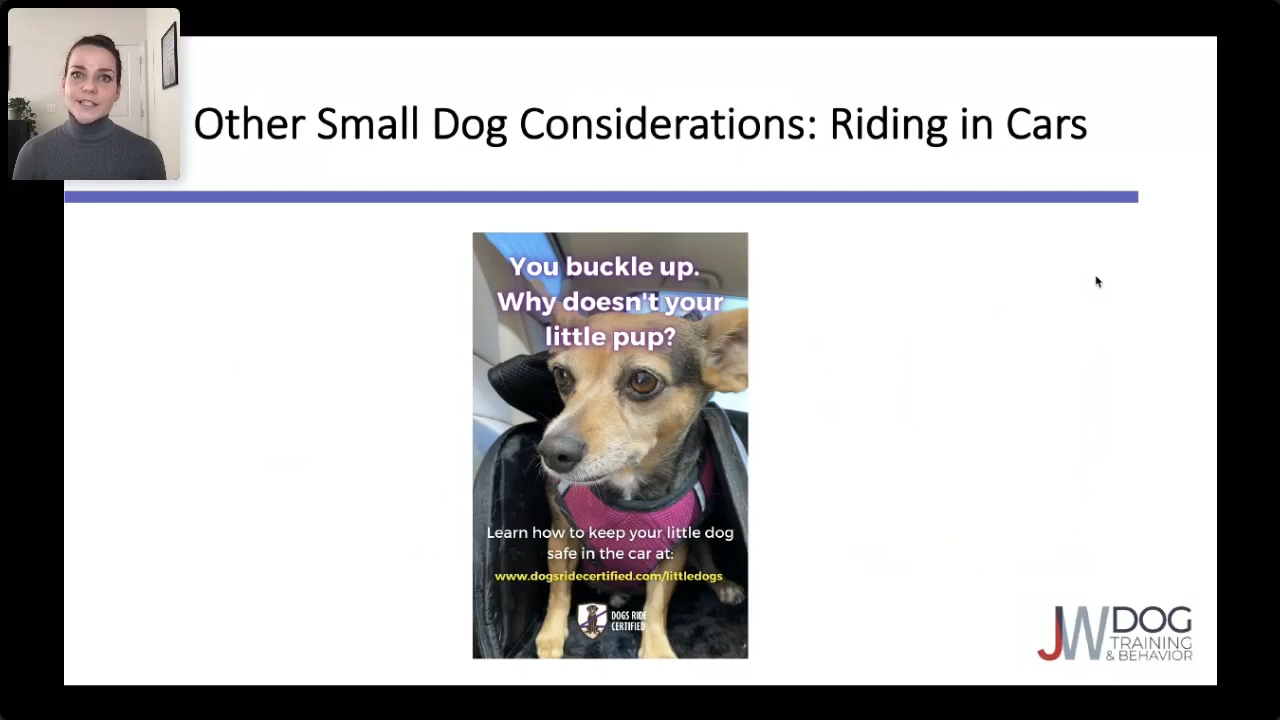 Other Small Dog Considerations: Riding in Cars
You buckle up.
Why doesn't your
little pup?
Learn how to keep your little dog
safe in the car at:
www.dogsridecertified.com/littledogs
DOGS RIDE
CERTIFIED
JW DOG
TRAINING
& BEHAVIOR